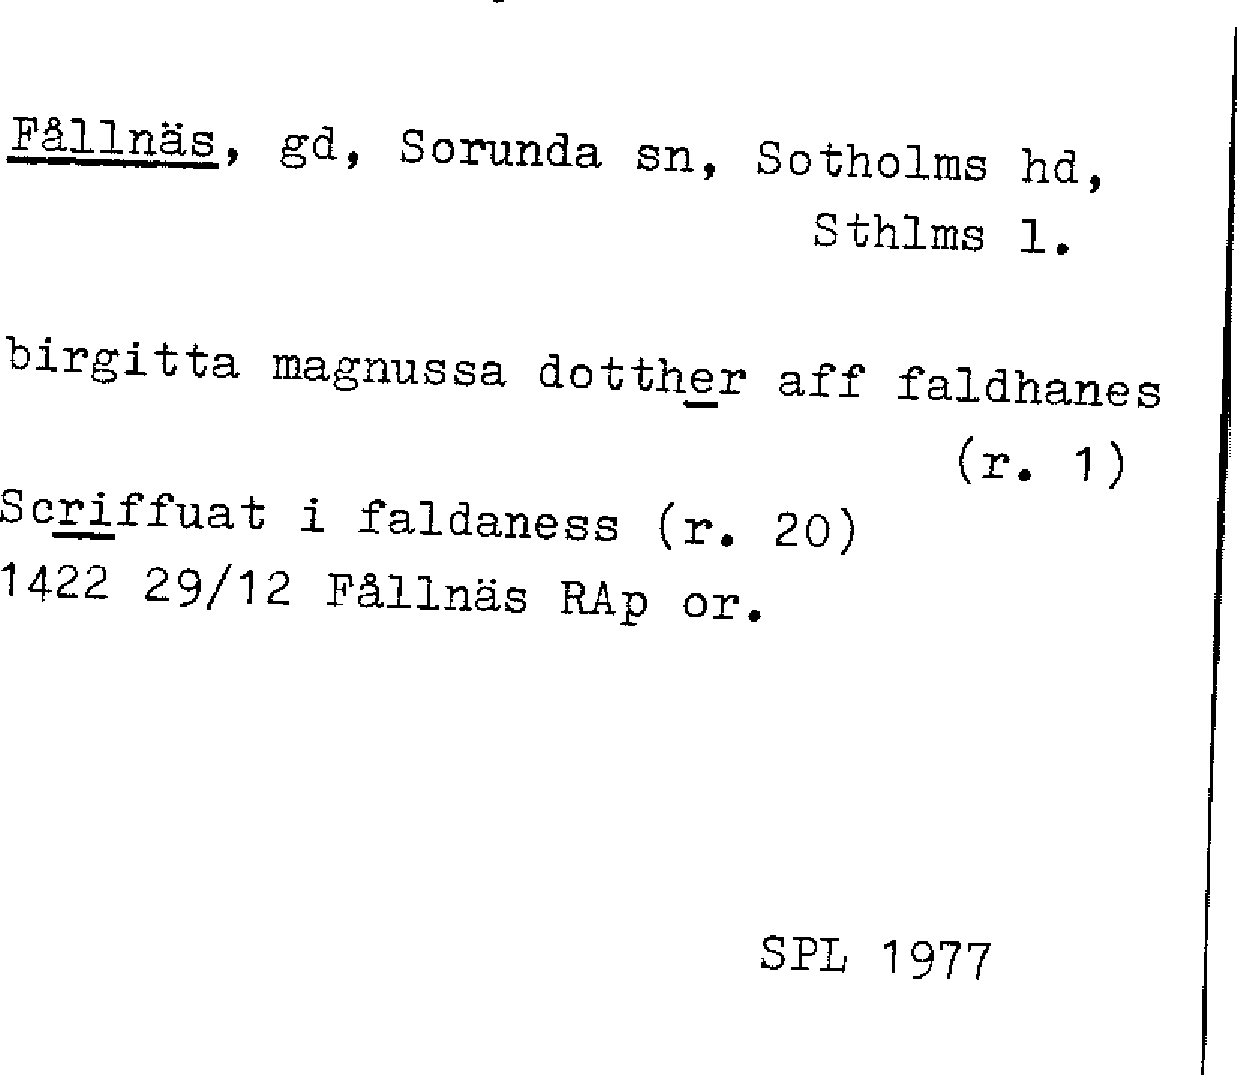 Fållnäs, gd, Sorunda sn, Sotholms hd,
Sthlms l.
birgitta magnussa dotther aff faldhanes
(r. 1)
Scriffuat i faldaness (r. 20)
1422 29/12 Fållnäs RAp or.
SPL 1977